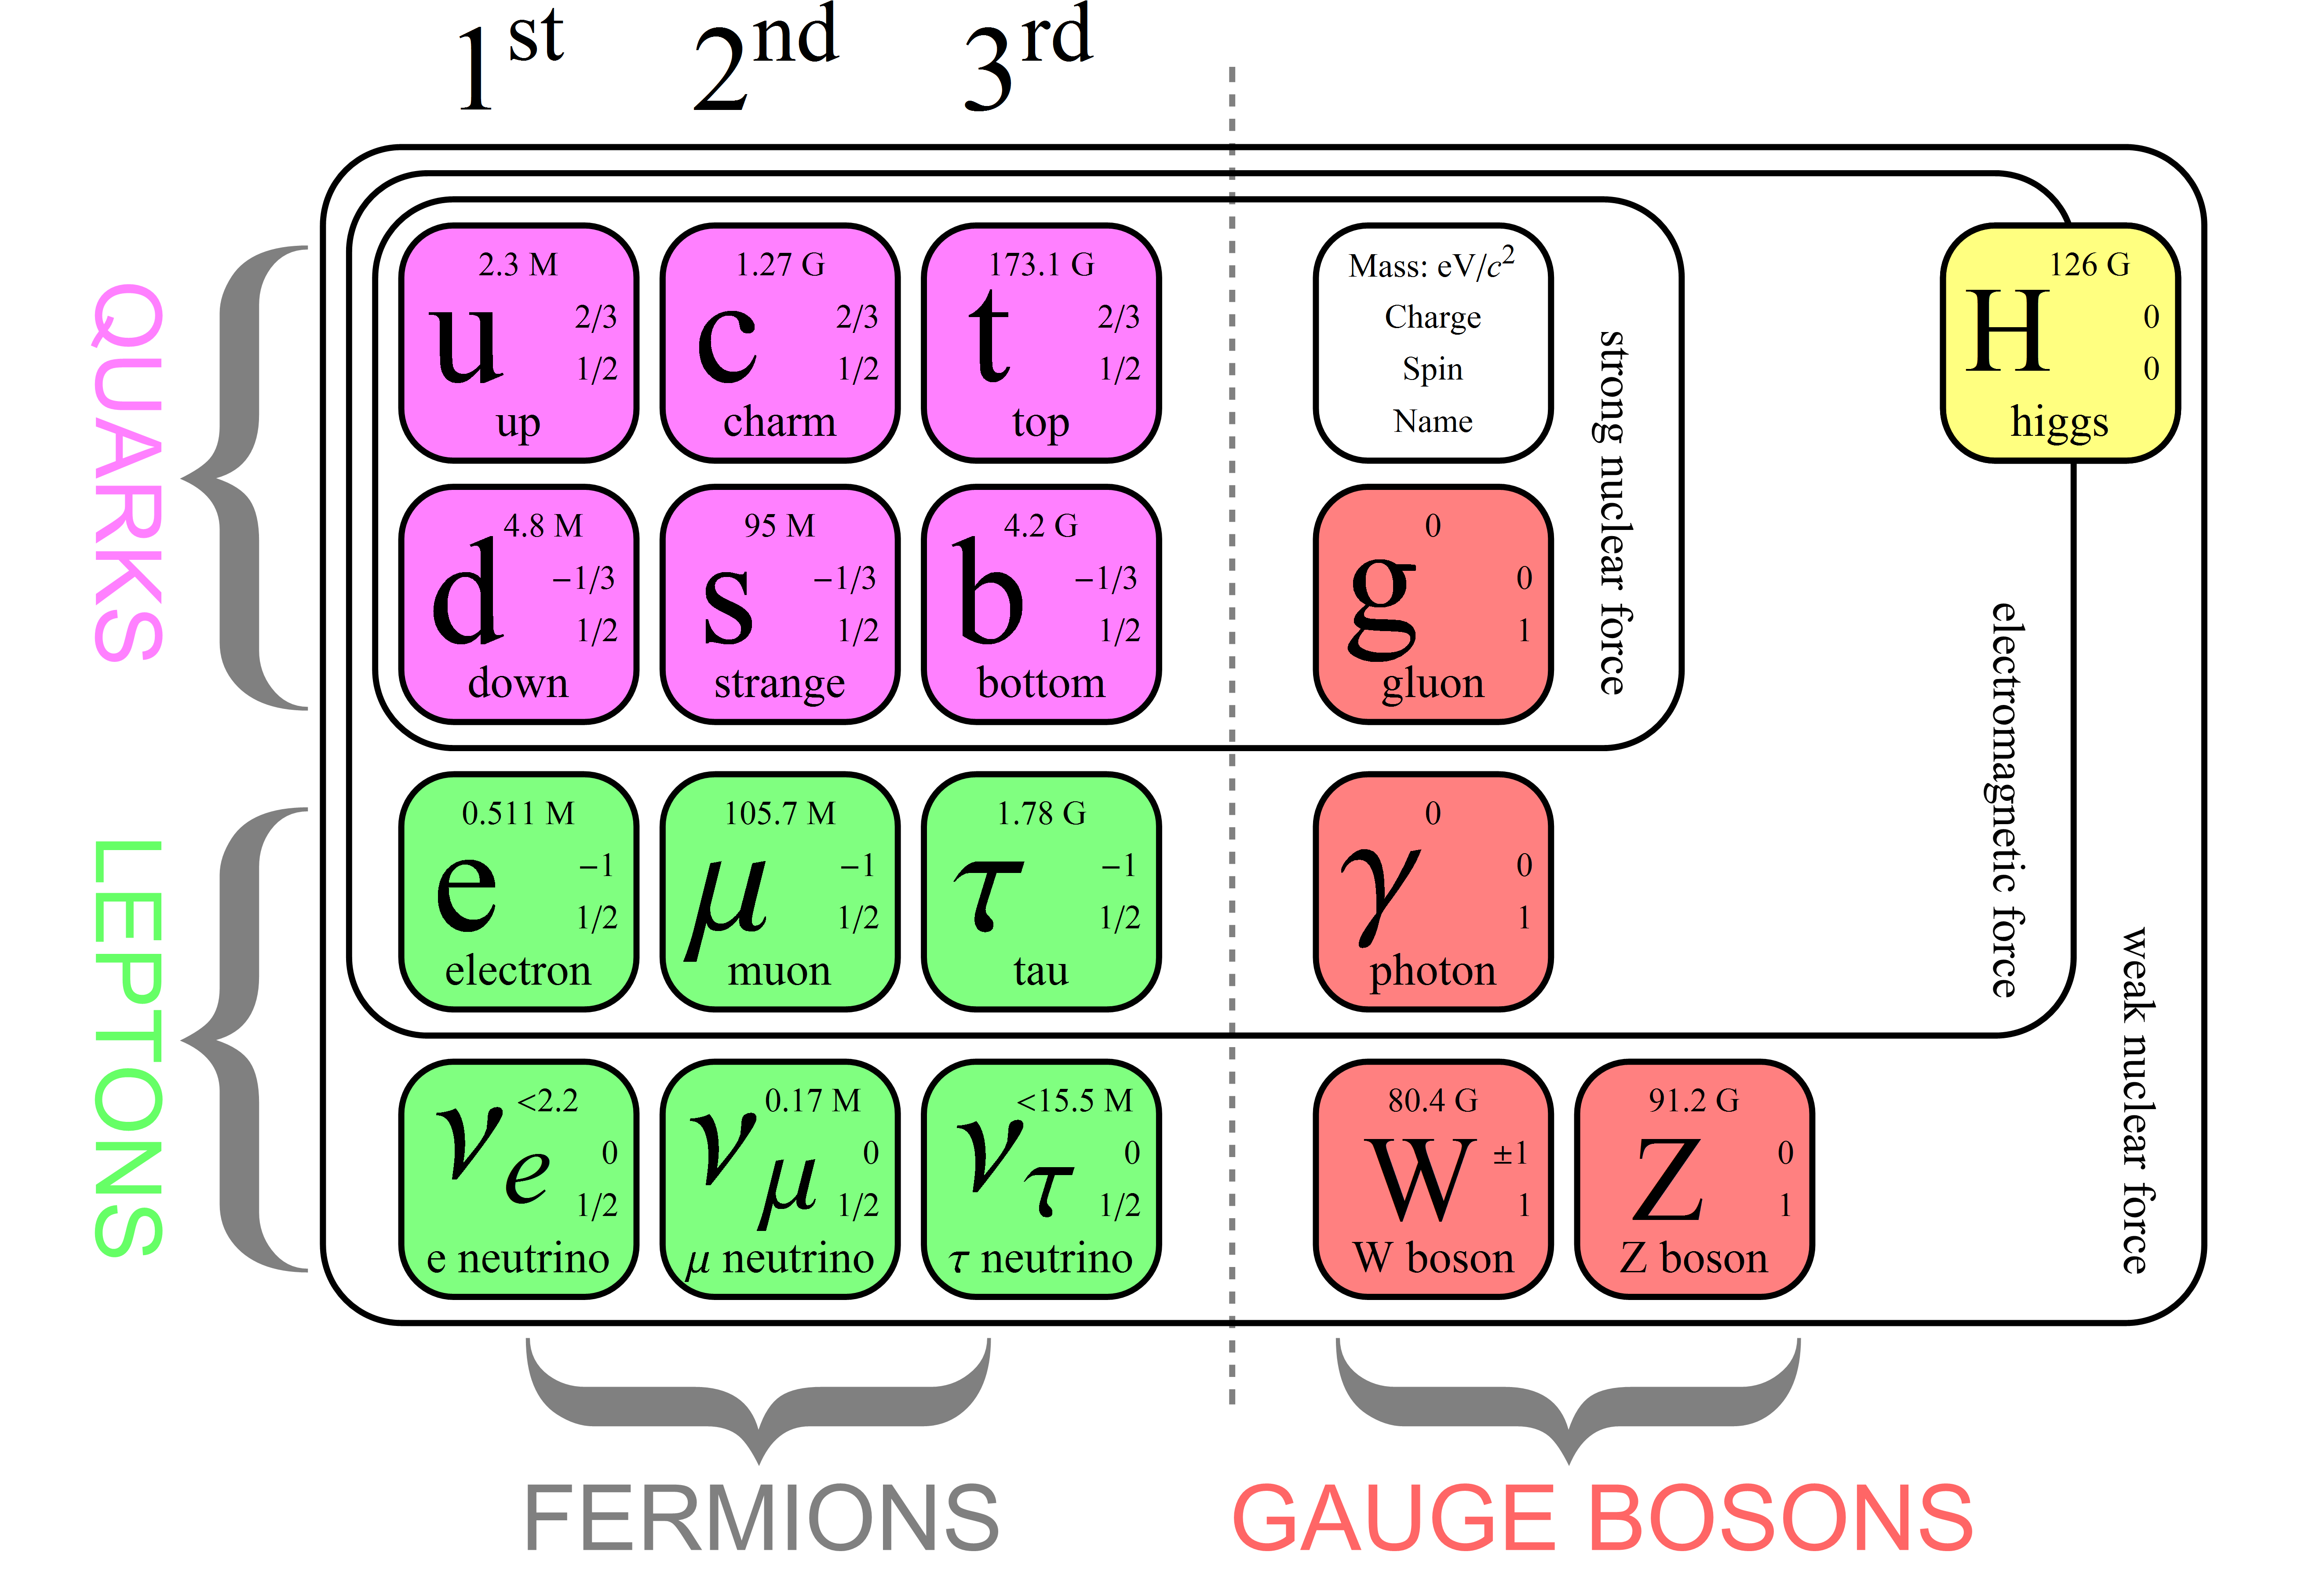 1st 2nd 3rd
QUARKS
2.3 M
u 2/3
1/2
up
1.27 G
c 2/3
1/2
charm
173.1 G
t 2/3
1/2
top
Mass: eV/c²
Charge
Spin
Name
126 G
H 0
0
higgs
4.8 M
d −1/3
1/2
down
95 M
s −1/3
1/2
strange
4.2 G
b −1/3
1/2
bottom
0
g 0
1
gluon
strong nuclear force
LEPTONS
0.511 M
e −1
1/2
electron
105.7 M
μ −1
1/2
muon
1.78 G
τ −1
1/2
tau
0
γ 0
1
photon
electromagnetic force
<2.2
νe 0
1/2
e neutrino
0.17 M
νμ 0
1/2
μ neutrino
<15.5 M
ντ 0
1/2
τ neutrino
80.4 G
W ±1
1
W boson
91.2 G
Z 0
1
Z boson
weak nuclear force
FERMIONS
GAUGE BOSONS